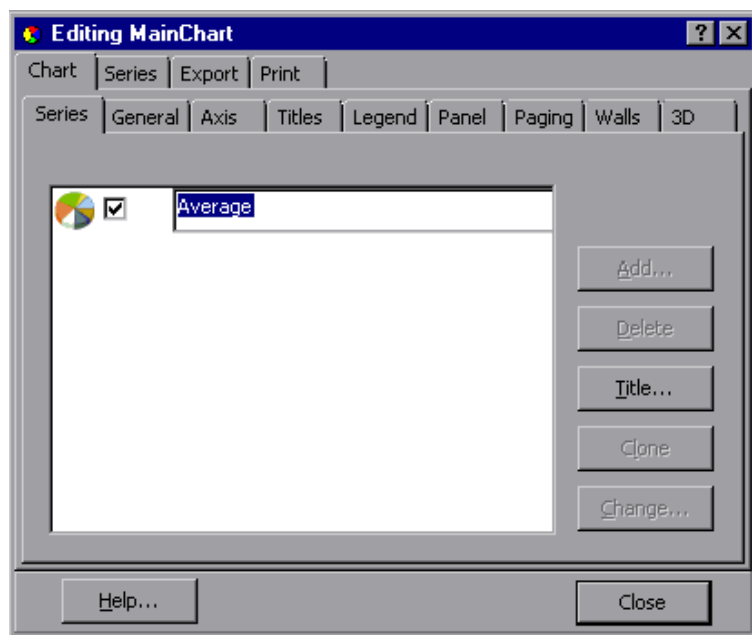 Editing MainChart
Chart Series Export Print
Series General Axis Titles Legend Panel Paging Walls 3D
Average
Add...
Delete
Title...
Clone
Change...
Help... Close